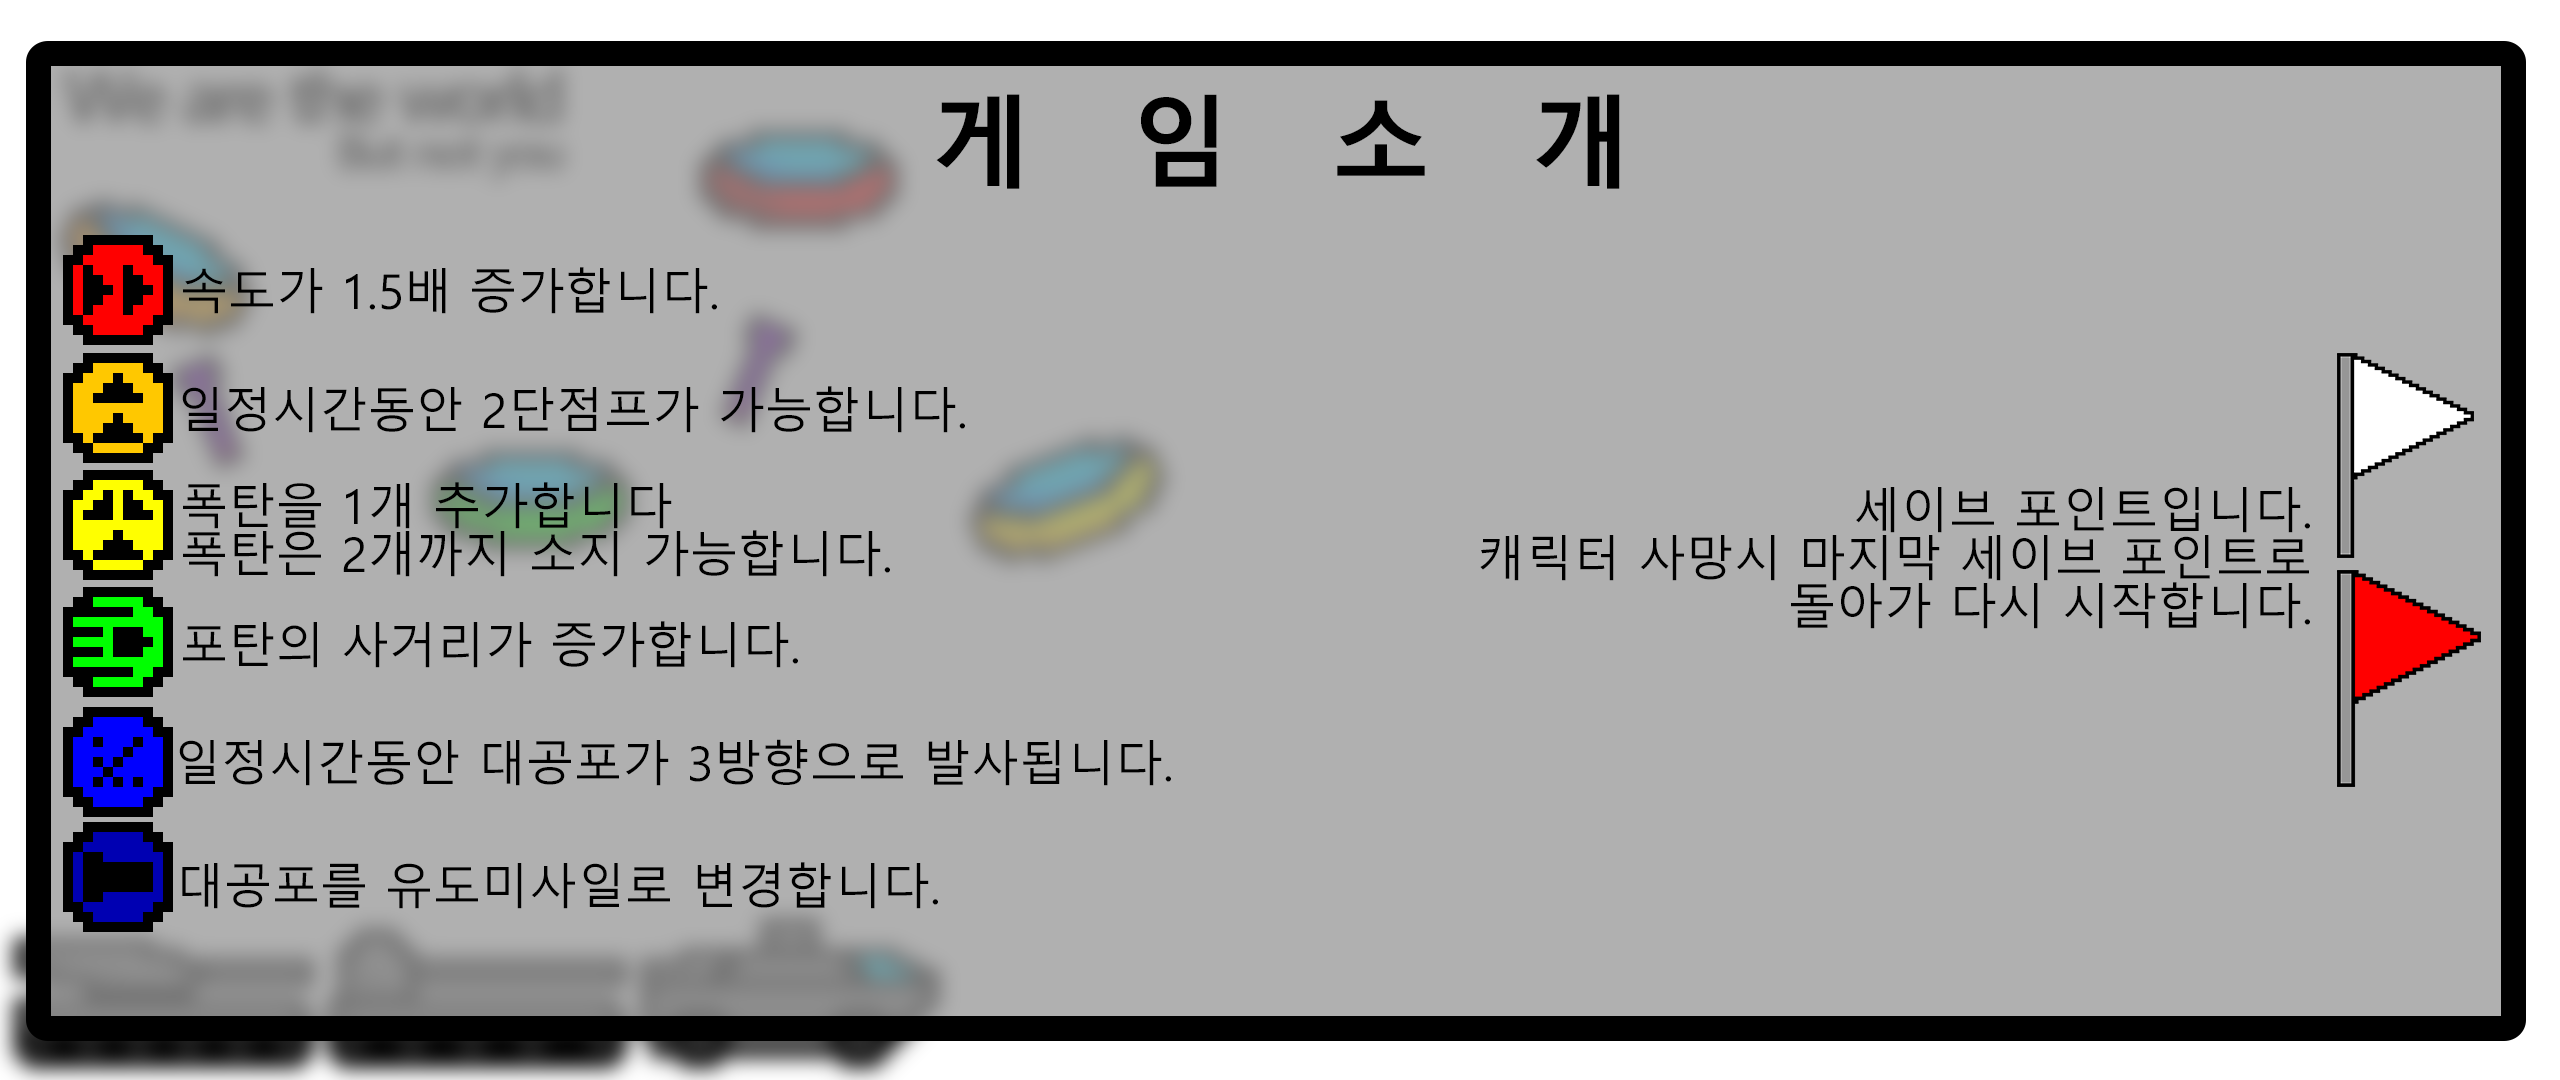 We are the world
But not you
게 임 소 개
속도가 1.5배 증가합니다.
일정시간동안 2단점프가 가능합니다.
폭탄을 1개 추가합니다
폭탄은 2개까지 소지 가능합니다.
포탄의 사거리가 증가합니다.
일정시간동안 대공포가 3방향으로 발사됩니다.
대공포를 유도미사일로 변경합니다.
세이브 포인트입니다.
캐릭터 사망시 마지막 세이브 포인트로
돌아가 다시 시작합니다.